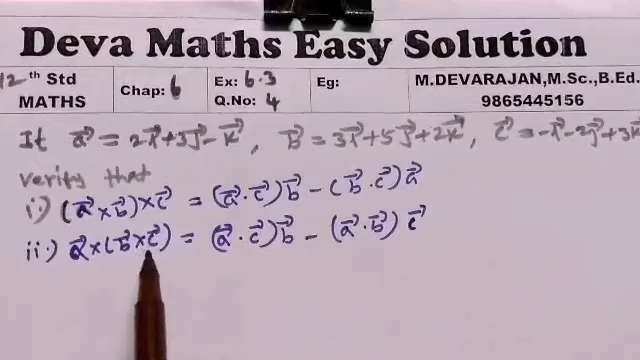 Deva Maths Easy Solution
12th Std MATHS
Chap: 6
Ex: 6.3
Q.No: 4
Eg:
M.DEVARAJAN,M.Sc.,B.Ed.
9865445156
If a⃗ = 2i⃗+3j⃗-k⃗, b⃗ = 3i⃗+5j⃗+2k⃗, c⃗ = -i⃗-2j⃗+3k⃗
verify that
i.) (a⃗ × b⃗) × c⃗ = (a⃗ · c⃗) b⃗ - (b⃗ · c⃗) a⃗
ii.) a⃗ × (b⃗ × c⃗) = (a⃗ · c⃗) b⃗ - (a⃗ · b⃗) c⃗